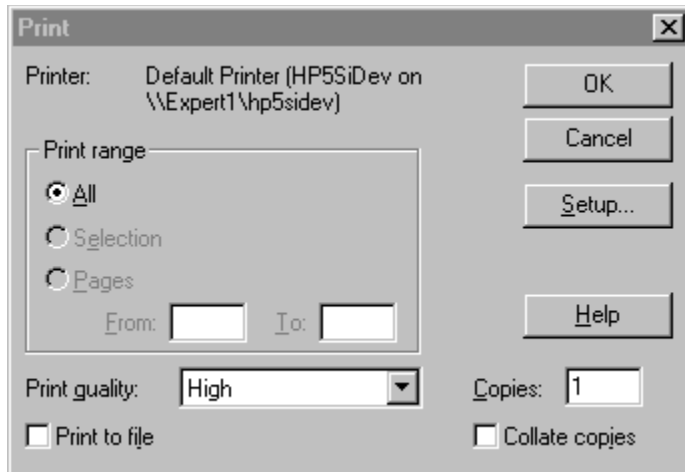 Print
Printer: Default Printer (HP5SiDev on
\\Expert1\hp5sidev)
OK
Cancel
Setup...
Help
Print range
All
Selection
Pages
From: To:
Print quality: High
Copies: 1
Print to file
Collate copies